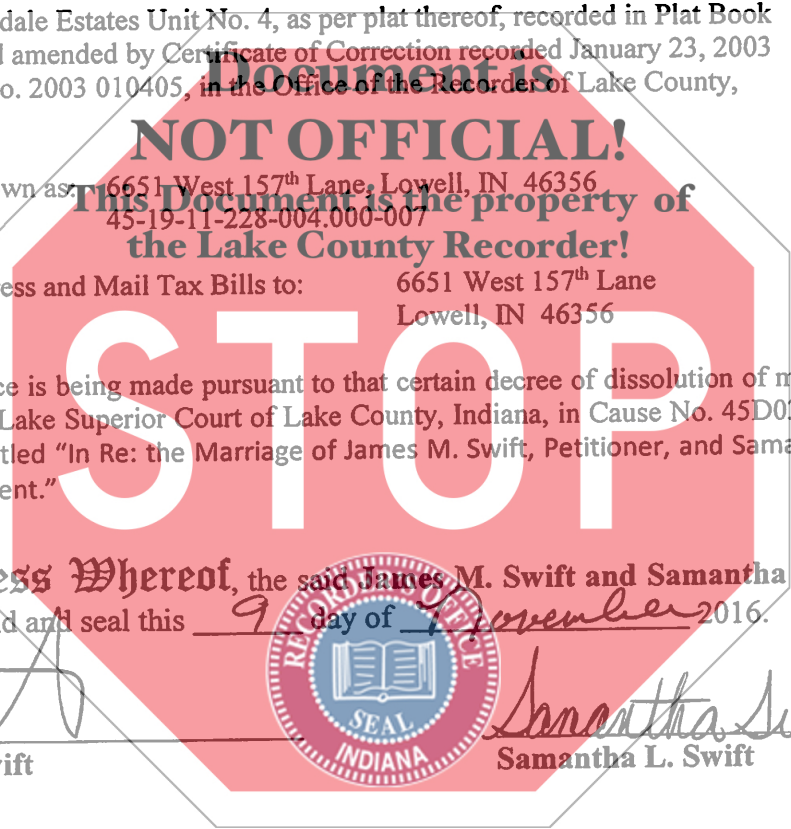 dale Estates Unit No. 4, as per plat thereof, recorded in Plat Book
amended by Certificate of Correction recorded January 23, 2003
o. 2003 010405, in the Office of the Recorder of Lake County,
Document is
NOT OFFICIAL!
wn as: 6651 West 157th Lane, Lowell, IN 46356
This Document is the property of
45-19-11-228-004.000-007
the Lake County Recorder!
ess and Mail Tax Bills to: 6651 West 157th Lane
Lowell, IN 46356
STOP
ce is being made pursuant to that certain decree of dissolution of m
Lake Superior Court of Lake County, Indiana, in Cause No. 45D0
tled “In Re: the Marriage of James M. Swift, Petitioner, and Sama
ent.”
ess Whereof, the said James M. Swift and Samantha
d and seal this 9 day of November 2016.
RECORDER'S OFFICE
SEAL
INDIANA
Samantha Su
ift Samantha L. Swift